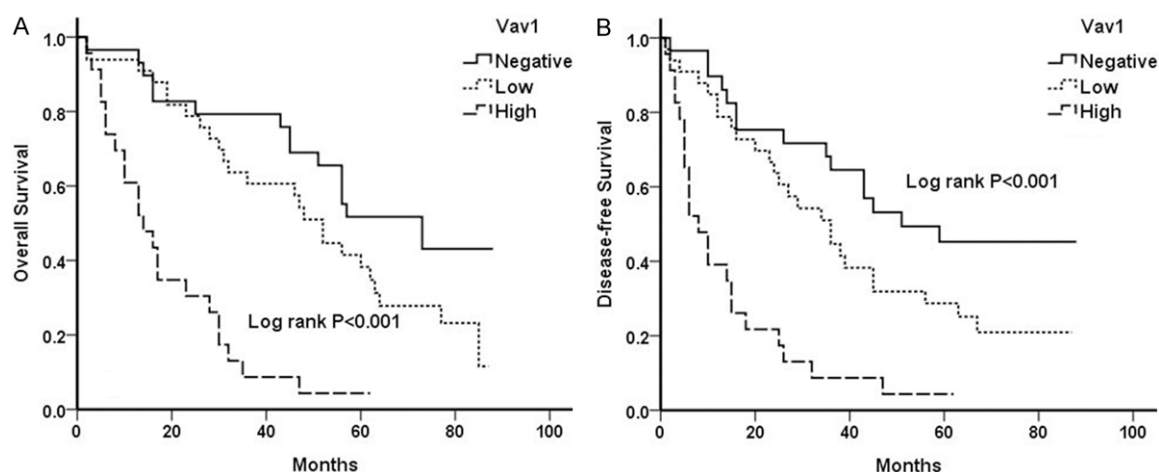 A
Vav1
Negative
Low
High
Overall Survival
1.0
0.8
0.6
0.4
0.2
0.0
Log rank P<0.001
0 20 40 60 80 100
Months
B
Vav1
Negative
Low
High
Disease-free Survival
1.0
0.8
0.6
0.4
0.2
0.0
Log rank P<0.001
0 20 40 60 80 100
Months